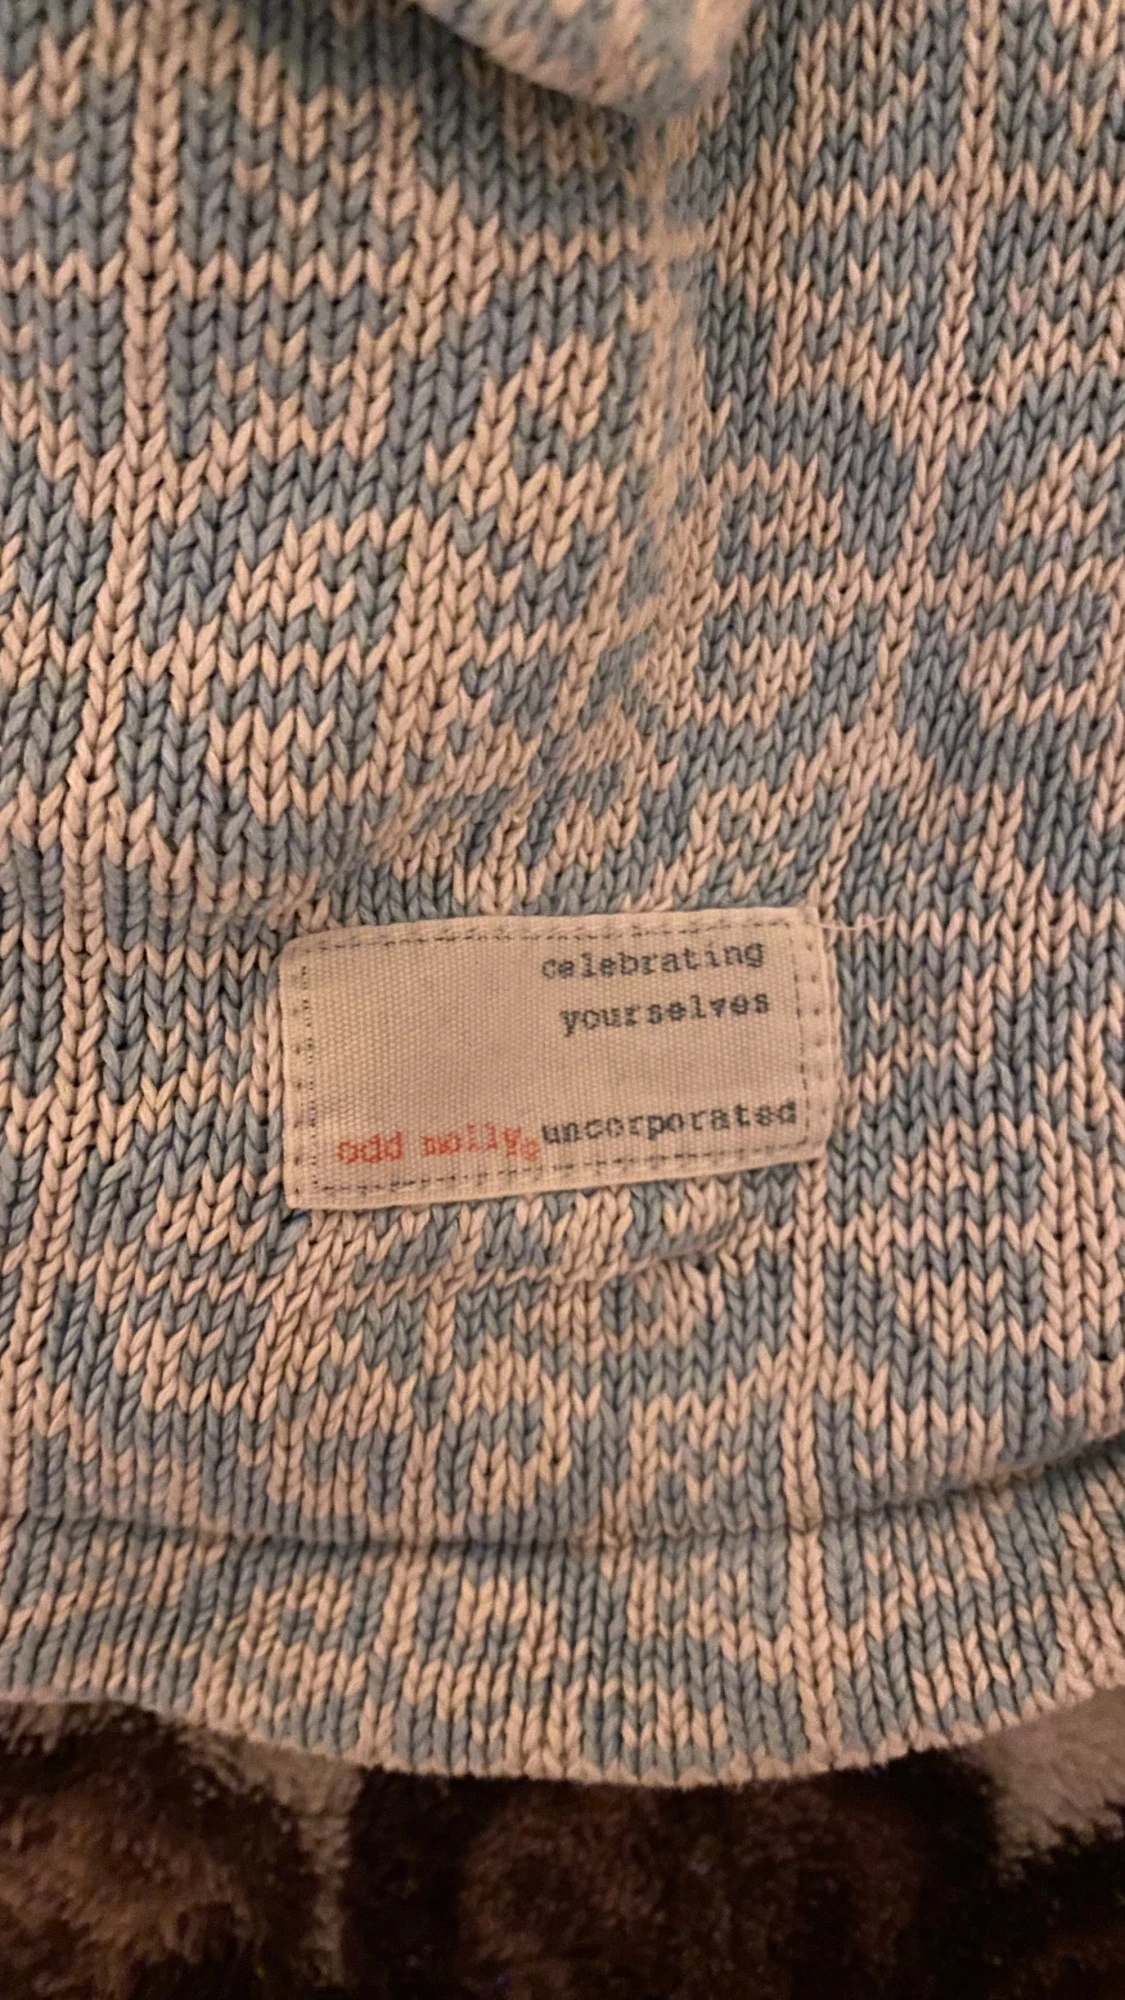 celebrating
yourselves
odd molly® uncorporated